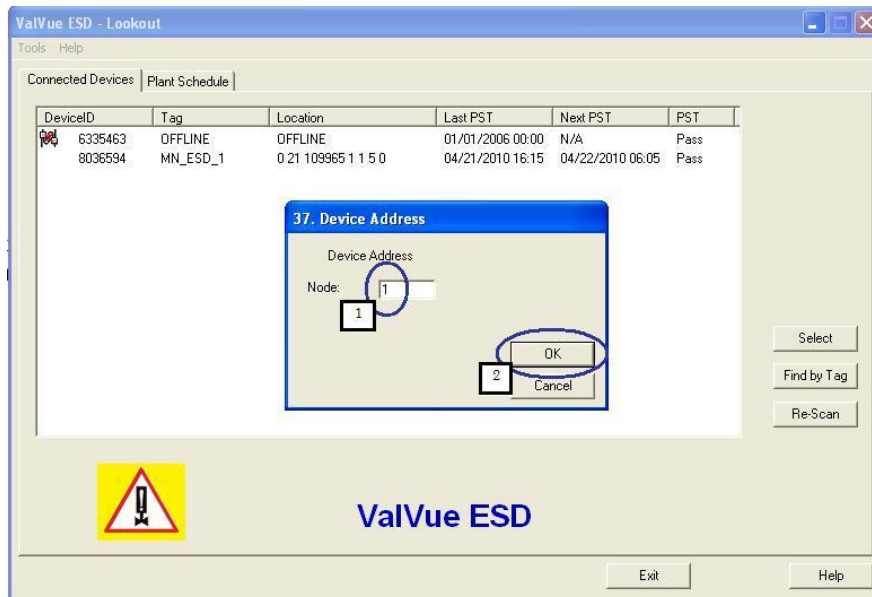 ValVue ESD - Lookout
Tools Help
Connected Devices Plant Schedule
DeviceID Tag Location Last PST Next PST PST
6335463 OFFLINE OFFLINE 01/01/2006 00:00 N/A Pass
8036594 MN_ESD_1 0 21 109965 1 1 5 0 04/21/2010 16:15 04/22/2010 06:05 Pass
37. Device Address
Device Address
Node: 1
1
OK
2
Cancel
Select
Find by Tag
Re-Scan
ValVue ESD
Exit Help